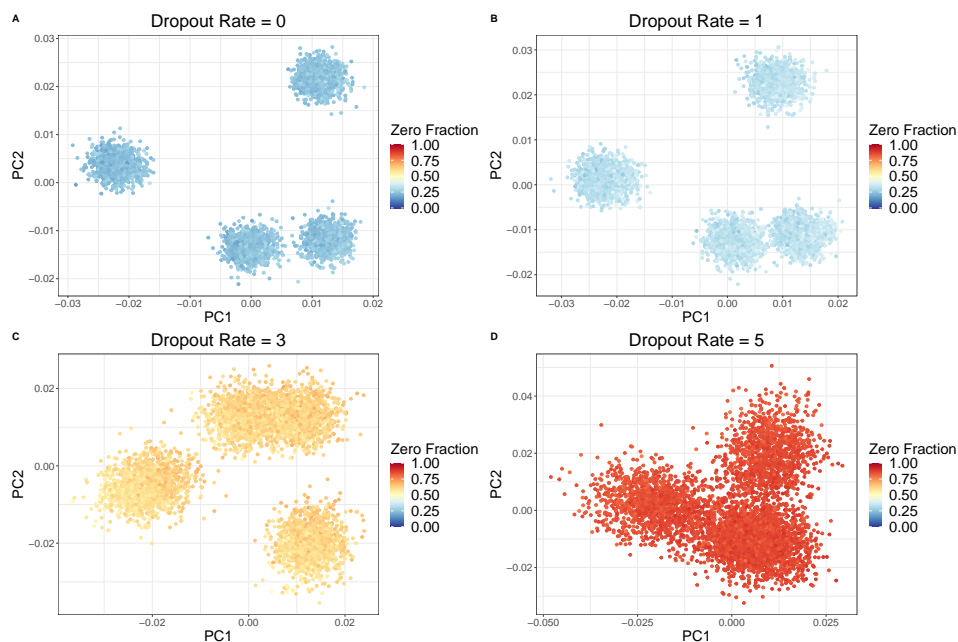 A
Dropout Rate = 0
0.03
0.02
0.01
0.00
−0.01
−0.02
PC2
−0.03
−0.02
−0.01
0.00
0.01
0.02
PC1
Zero Fraction
1.00
0.75
0.50
0.25
0.00
B
Dropout Rate = 1
0.03
0.02
0.01
0.00
−0.01
−0.02
PC2
−0.03
−0.02
−0.01
0.00
0.01
0.02
PC1
Zero Fraction
1.00
0.75
0.50
0.25
0.00
C
Dropout Rate = 3
0.02
0.00
−0.02
PC2
−0.02
0.00
0.02
PC1
Zero Fraction
1.00
0.75
0.50
0.25
0.00
D
Dropout Rate = 5
0.04
0.02
0.00
−0.02
PC2
−0.050
−0.025
0.000
0.025
PC1
Zero Fraction
1.00
0.75
0.50
0.25
0.00